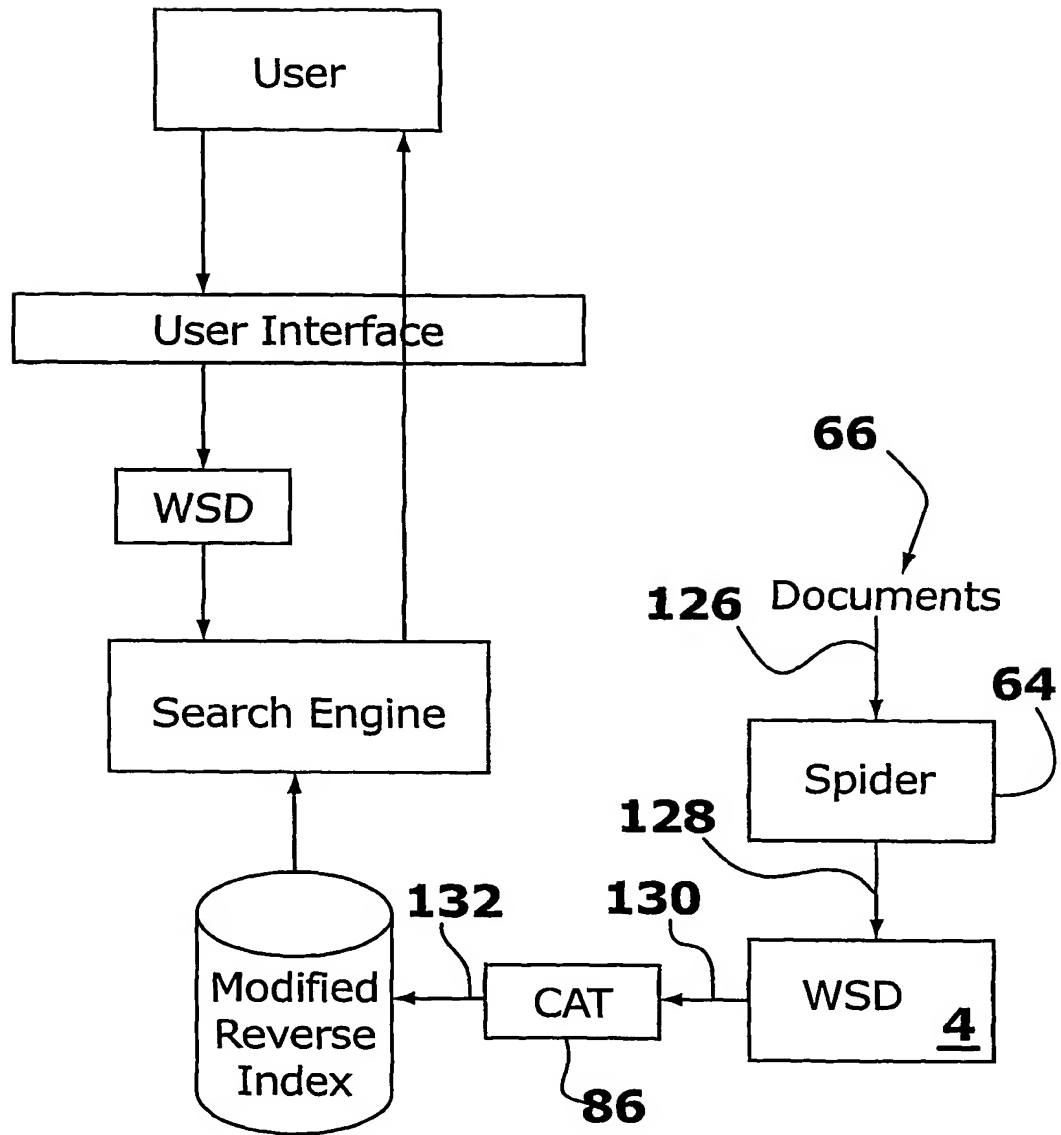 User
User Interface
WSD
Search Engine
Modified
Reverse
Index
66
Documents
126
64
Spider
128
WSD
4
130
CAT
86
132